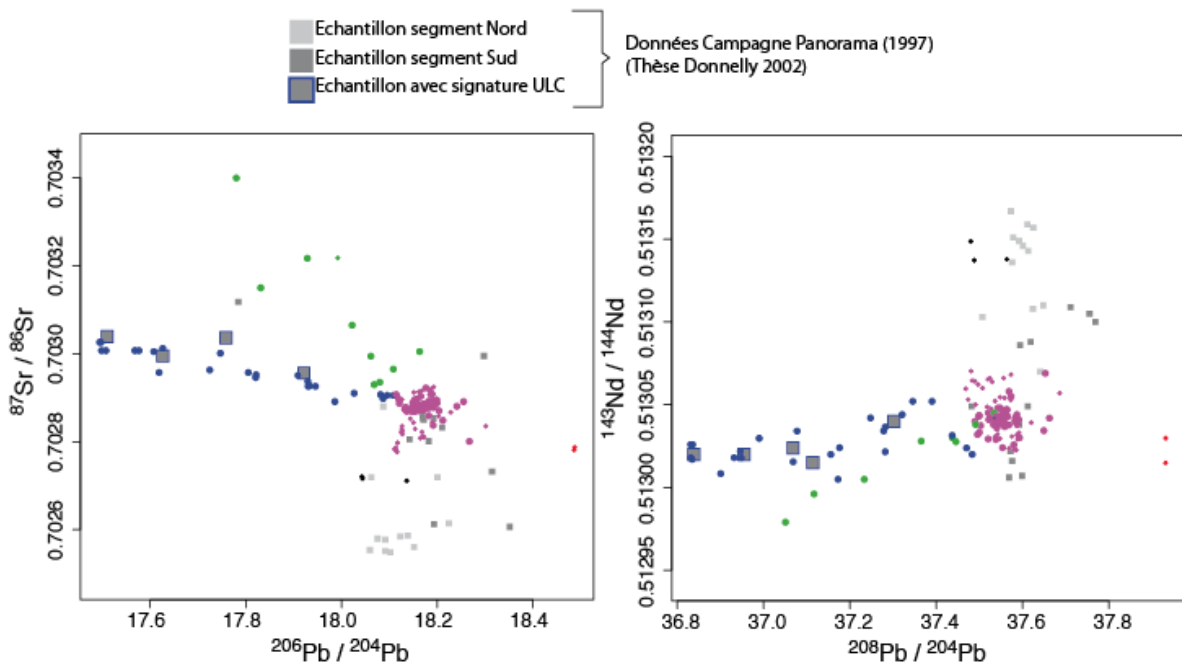 Echantillon segment Nord
Echantillon segment Sud
Echantillon avec signature ULC
Données Campagne Panorama (1997)
(Thèse Donnelly 2002)
87Sr / 86Sr
0.7034
0.7032
0.7030
0.7028
0.7026
17.6 17.8 18.0 18.2 18.4
206Pb / 204Pb
143Nd / 144Nd
0.51320
0.51315
0.51310
0.51305
0.51300
0.51295
36.8 37.0 37.2 37.4 37.6 37.8
208Pb / 204Pb